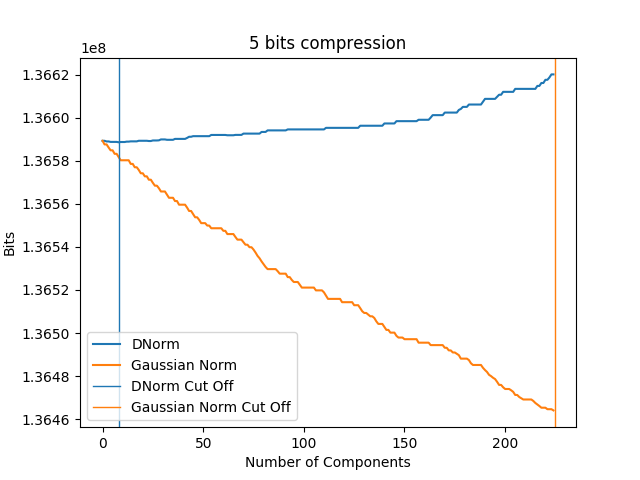 5 bits compression
1e8
1.3662
1.3660
1.3658
1.3656
1.3654
1.3652
1.3650
1.3648
1.3646
Bits
DNorm
Gaussian Norm
DNorm Cut Off
Gaussian Norm Cut Off
0 50 100 150 200
Number of Components